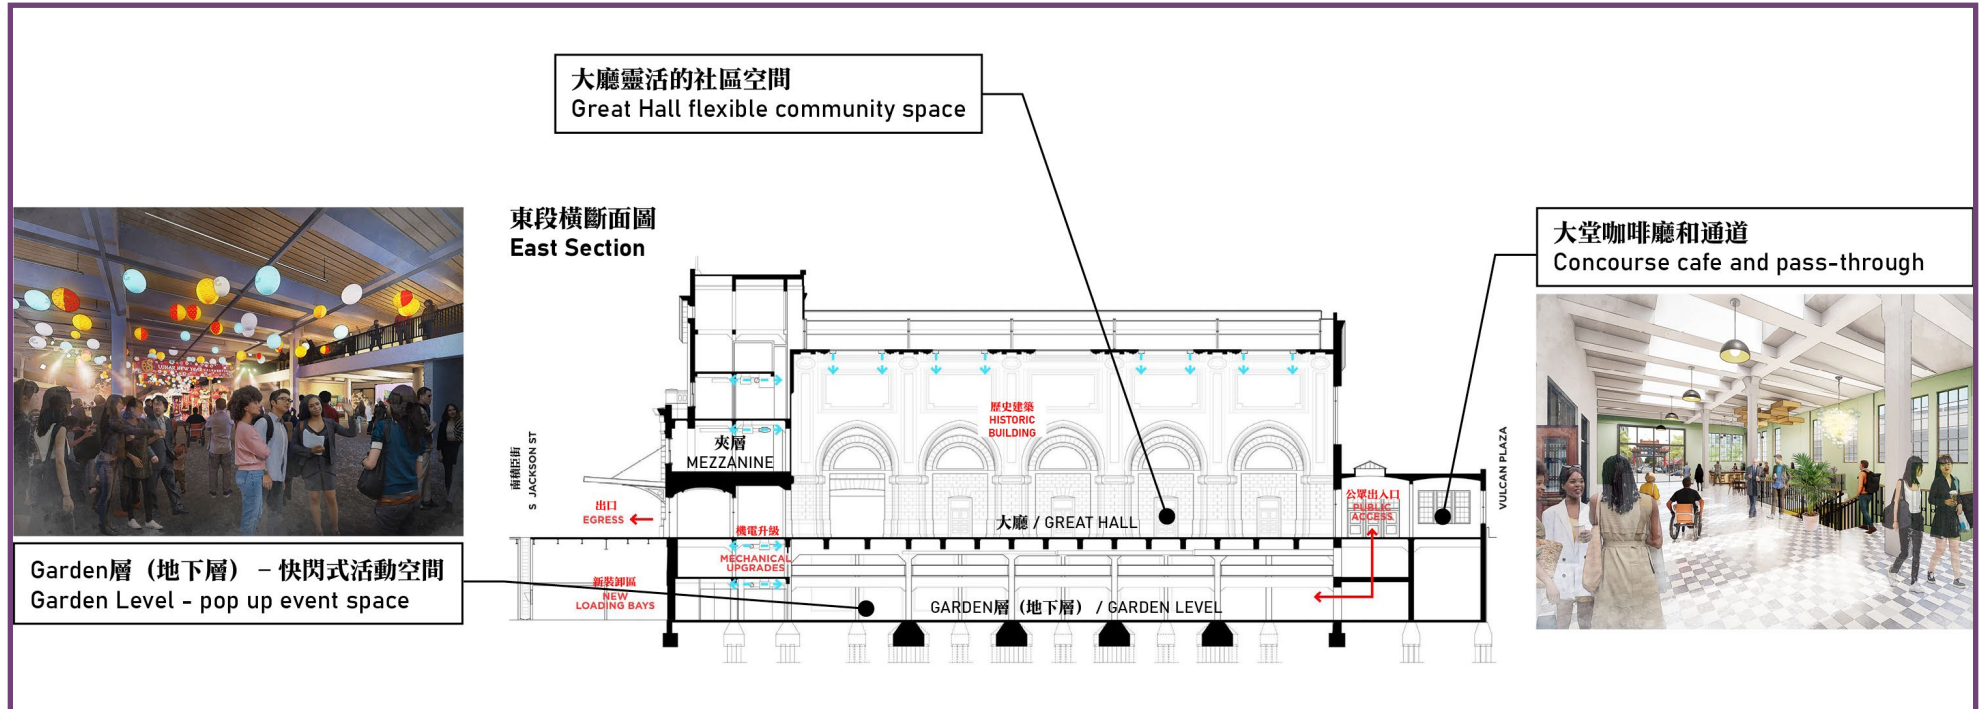 大廳靈活的社區空間
Great Hall flexible community space
東段橫斷面圖
East Section
大堂咖啡廳和通道
Concourse cafe and pass-through
LUNAR NEW YEAR
Garden層（地下層） – 快閃式活動空間
Garden Level - pop up event space
南積臣街
S JACKSON ST
出口
EGRESS
夾層
MEZZANINE
歷史建築
HISTORIC
BUILDING
機電升級
MECHANICAL
UPGRADES
新裝卸區
NEW
LOADING BAYS
大廳 / GREAT HALL
GARDEN層（地下層） / GARDEN LEVEL
公眾出入口
PUBLIC
ACCESS
VULCAN PLAZA